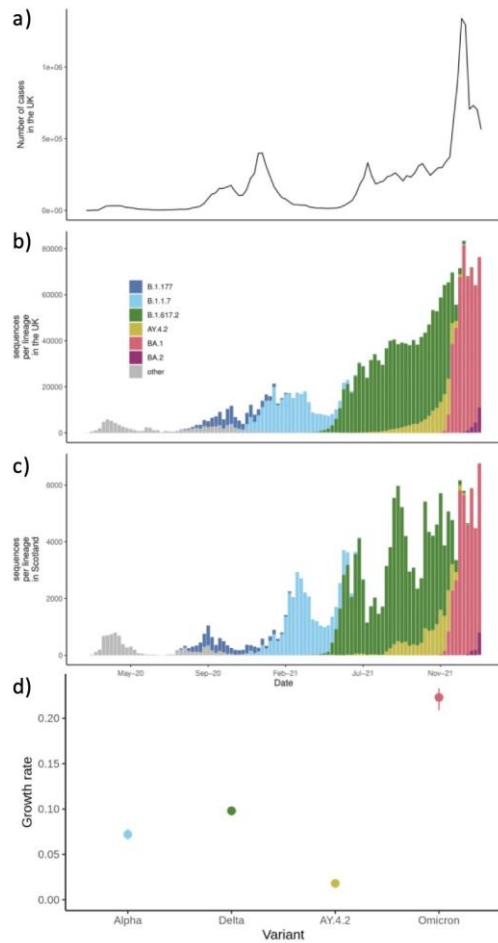 a)
Number of cases
in the UK
1e+06
5e+05
0e+00
b)
sequences
per lineage
in the UK
80000
60000
40000
20000
0
B.1.177
B.1.1.7
B.1.617.2
AY.4.2
BA.1
BA.2
other
c)
sequences
per lineage
in Scotland
6000
4000
2000
0
May–20
Sep–20
Feb–21
Jul–21
Nov–21
Date
d)
Growth rate
0.20
0.15
0.10
0.05
0.00
Alpha
Delta
AY.4.2
Omicron
Variant